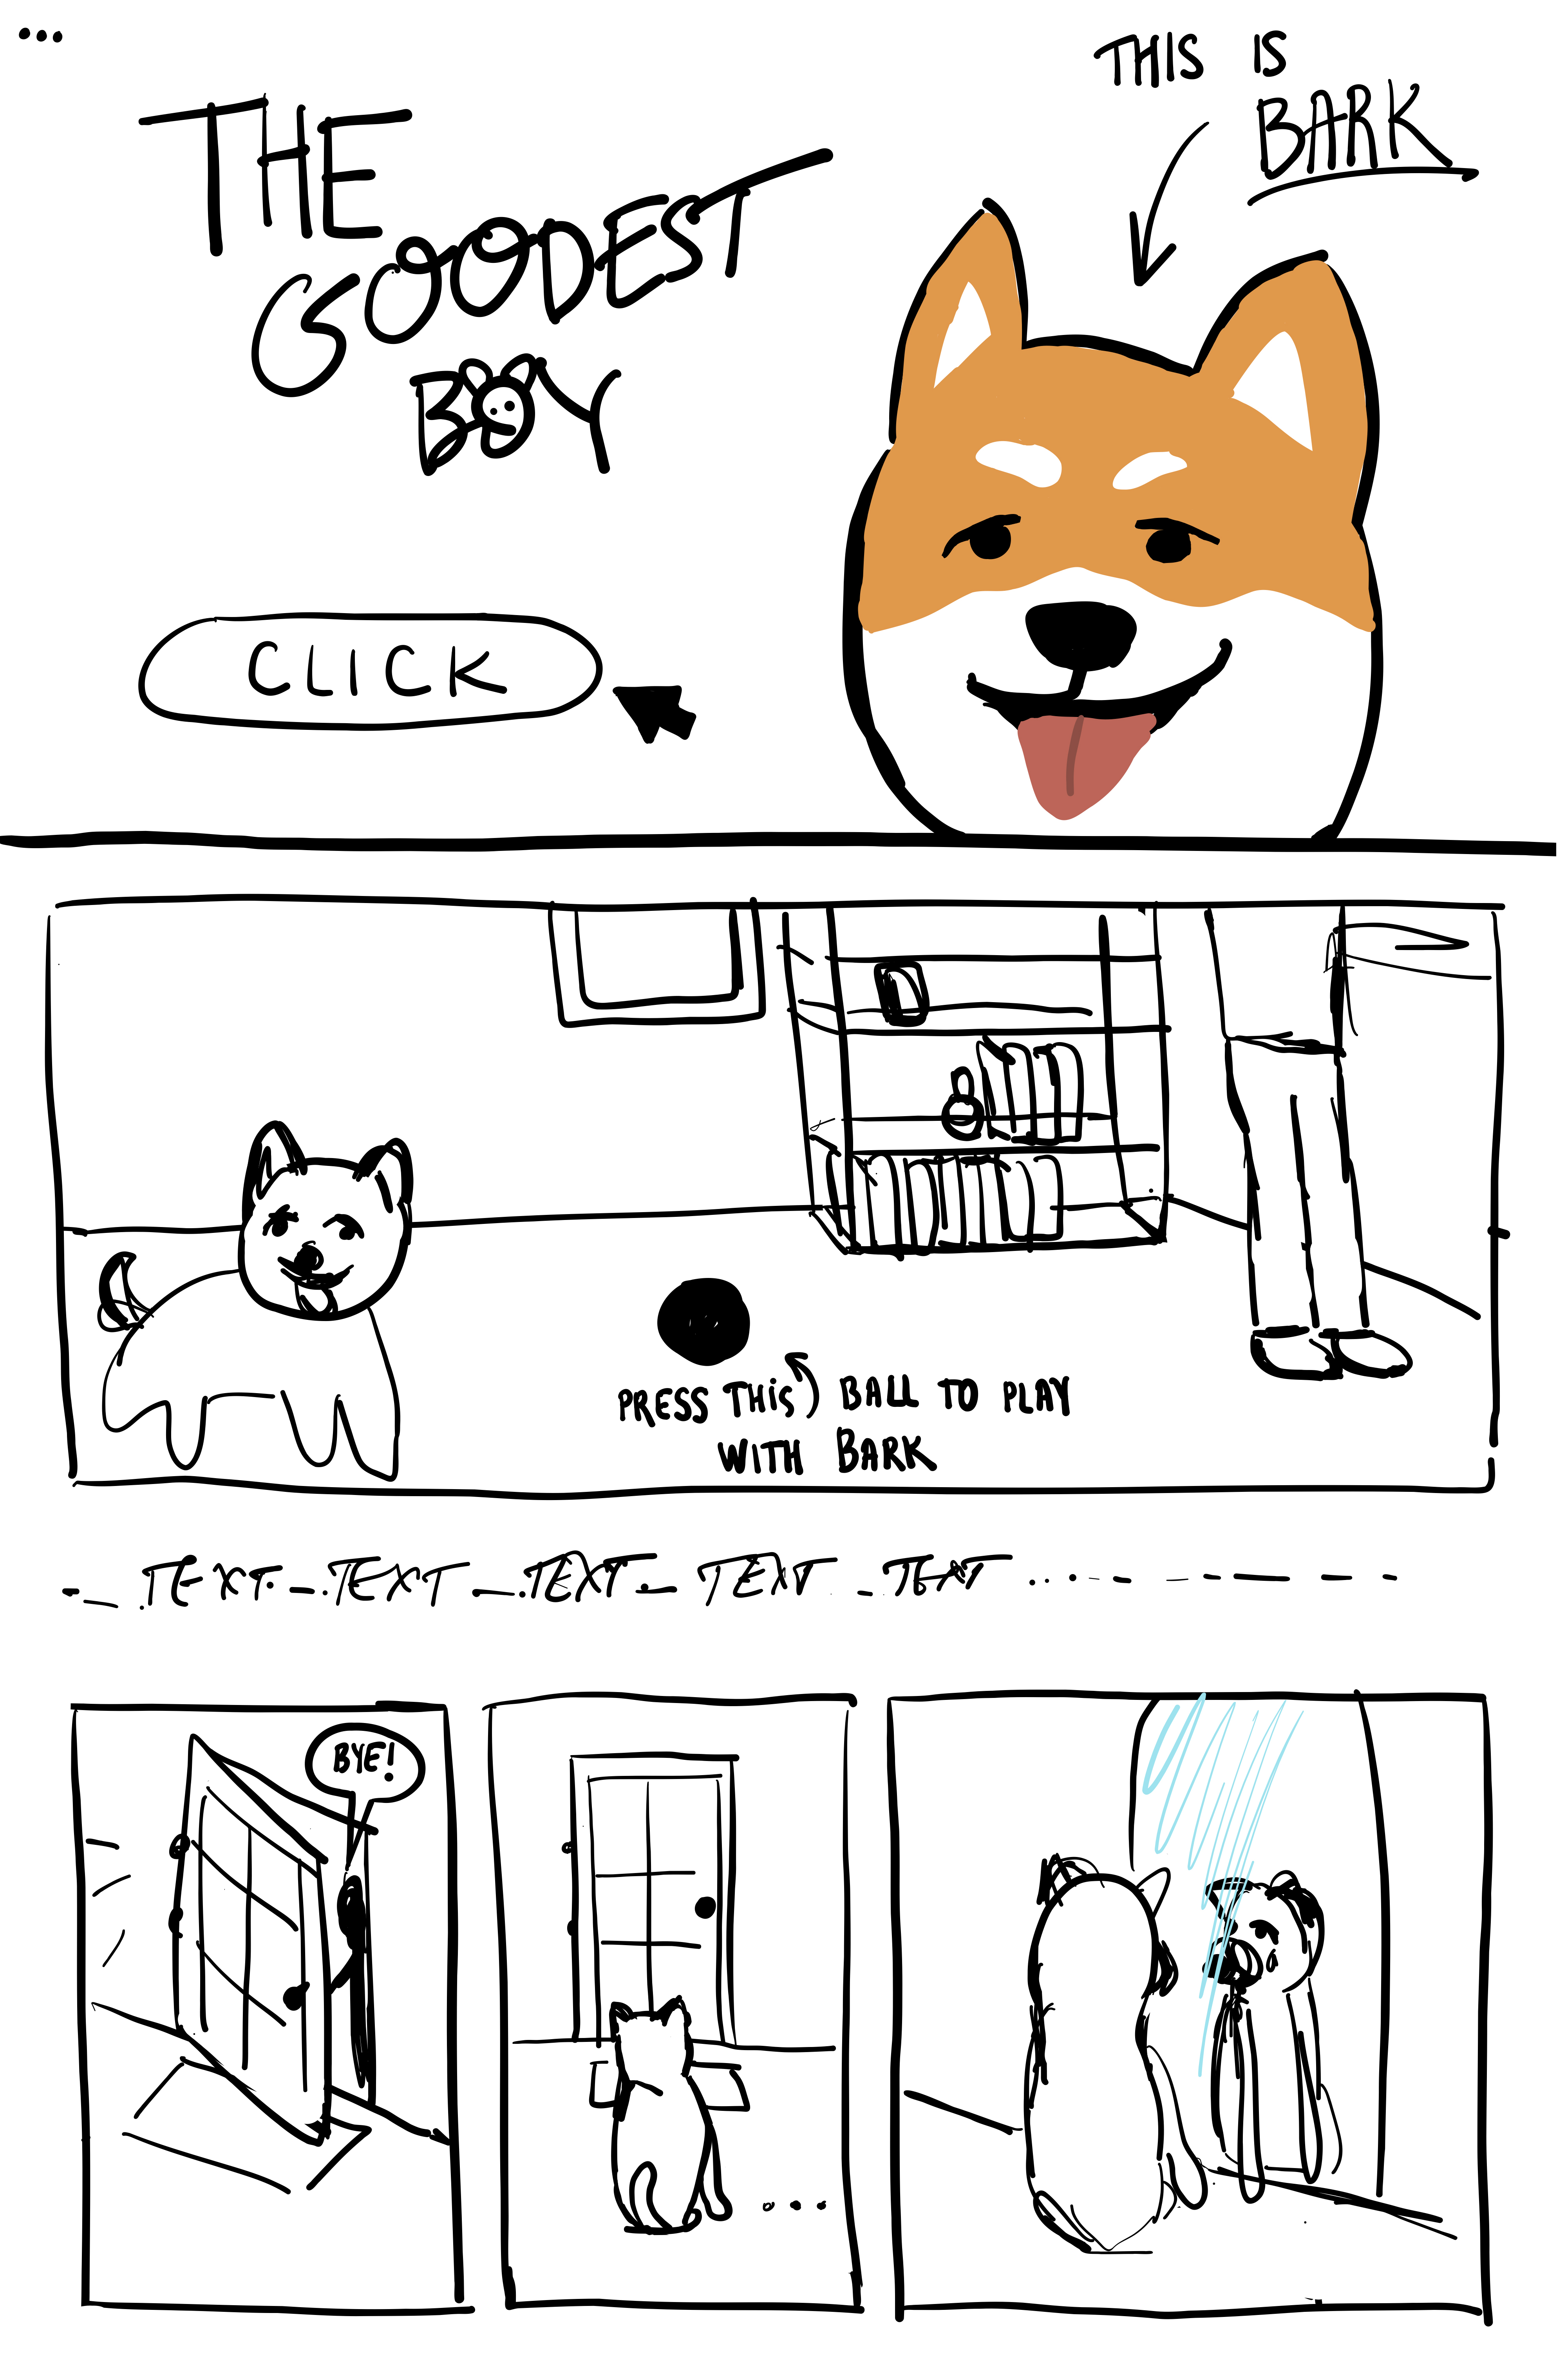 ...
THE
GOODEST
BOY
THIS IS
BARK
CLICK
PRESS THis BALL TO PLAY
WITH BARK
TEXT TEXT TEXT TEXT TEXT ...
BYE!
....